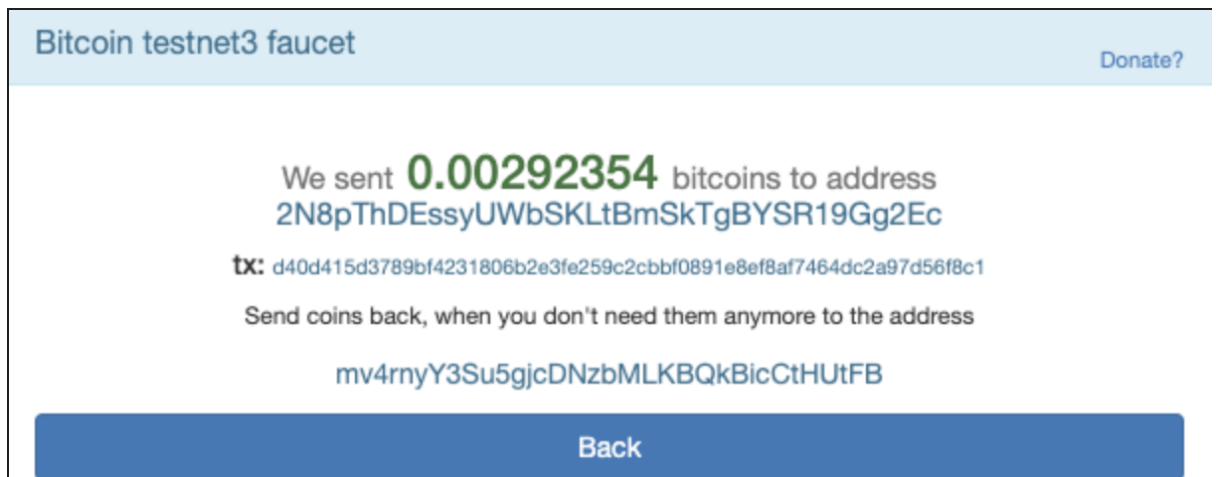 Bitcoin testnet3 faucet
Donate?
We sent 0.00292354 bitcoins to address
2N8pThDEssyUWbSKLtBmSkTgBYSR19Gg2Ec
tx: d40d415d3789bf4231806b2e3fe259c2cbbf0891e8ef8af7464dc2a97d56f8c1
Send coins back, when you don't need them anymore to the address
mv4rnyY3Su5gjcDNzbMLKBQkBicCtHUtFB
Back